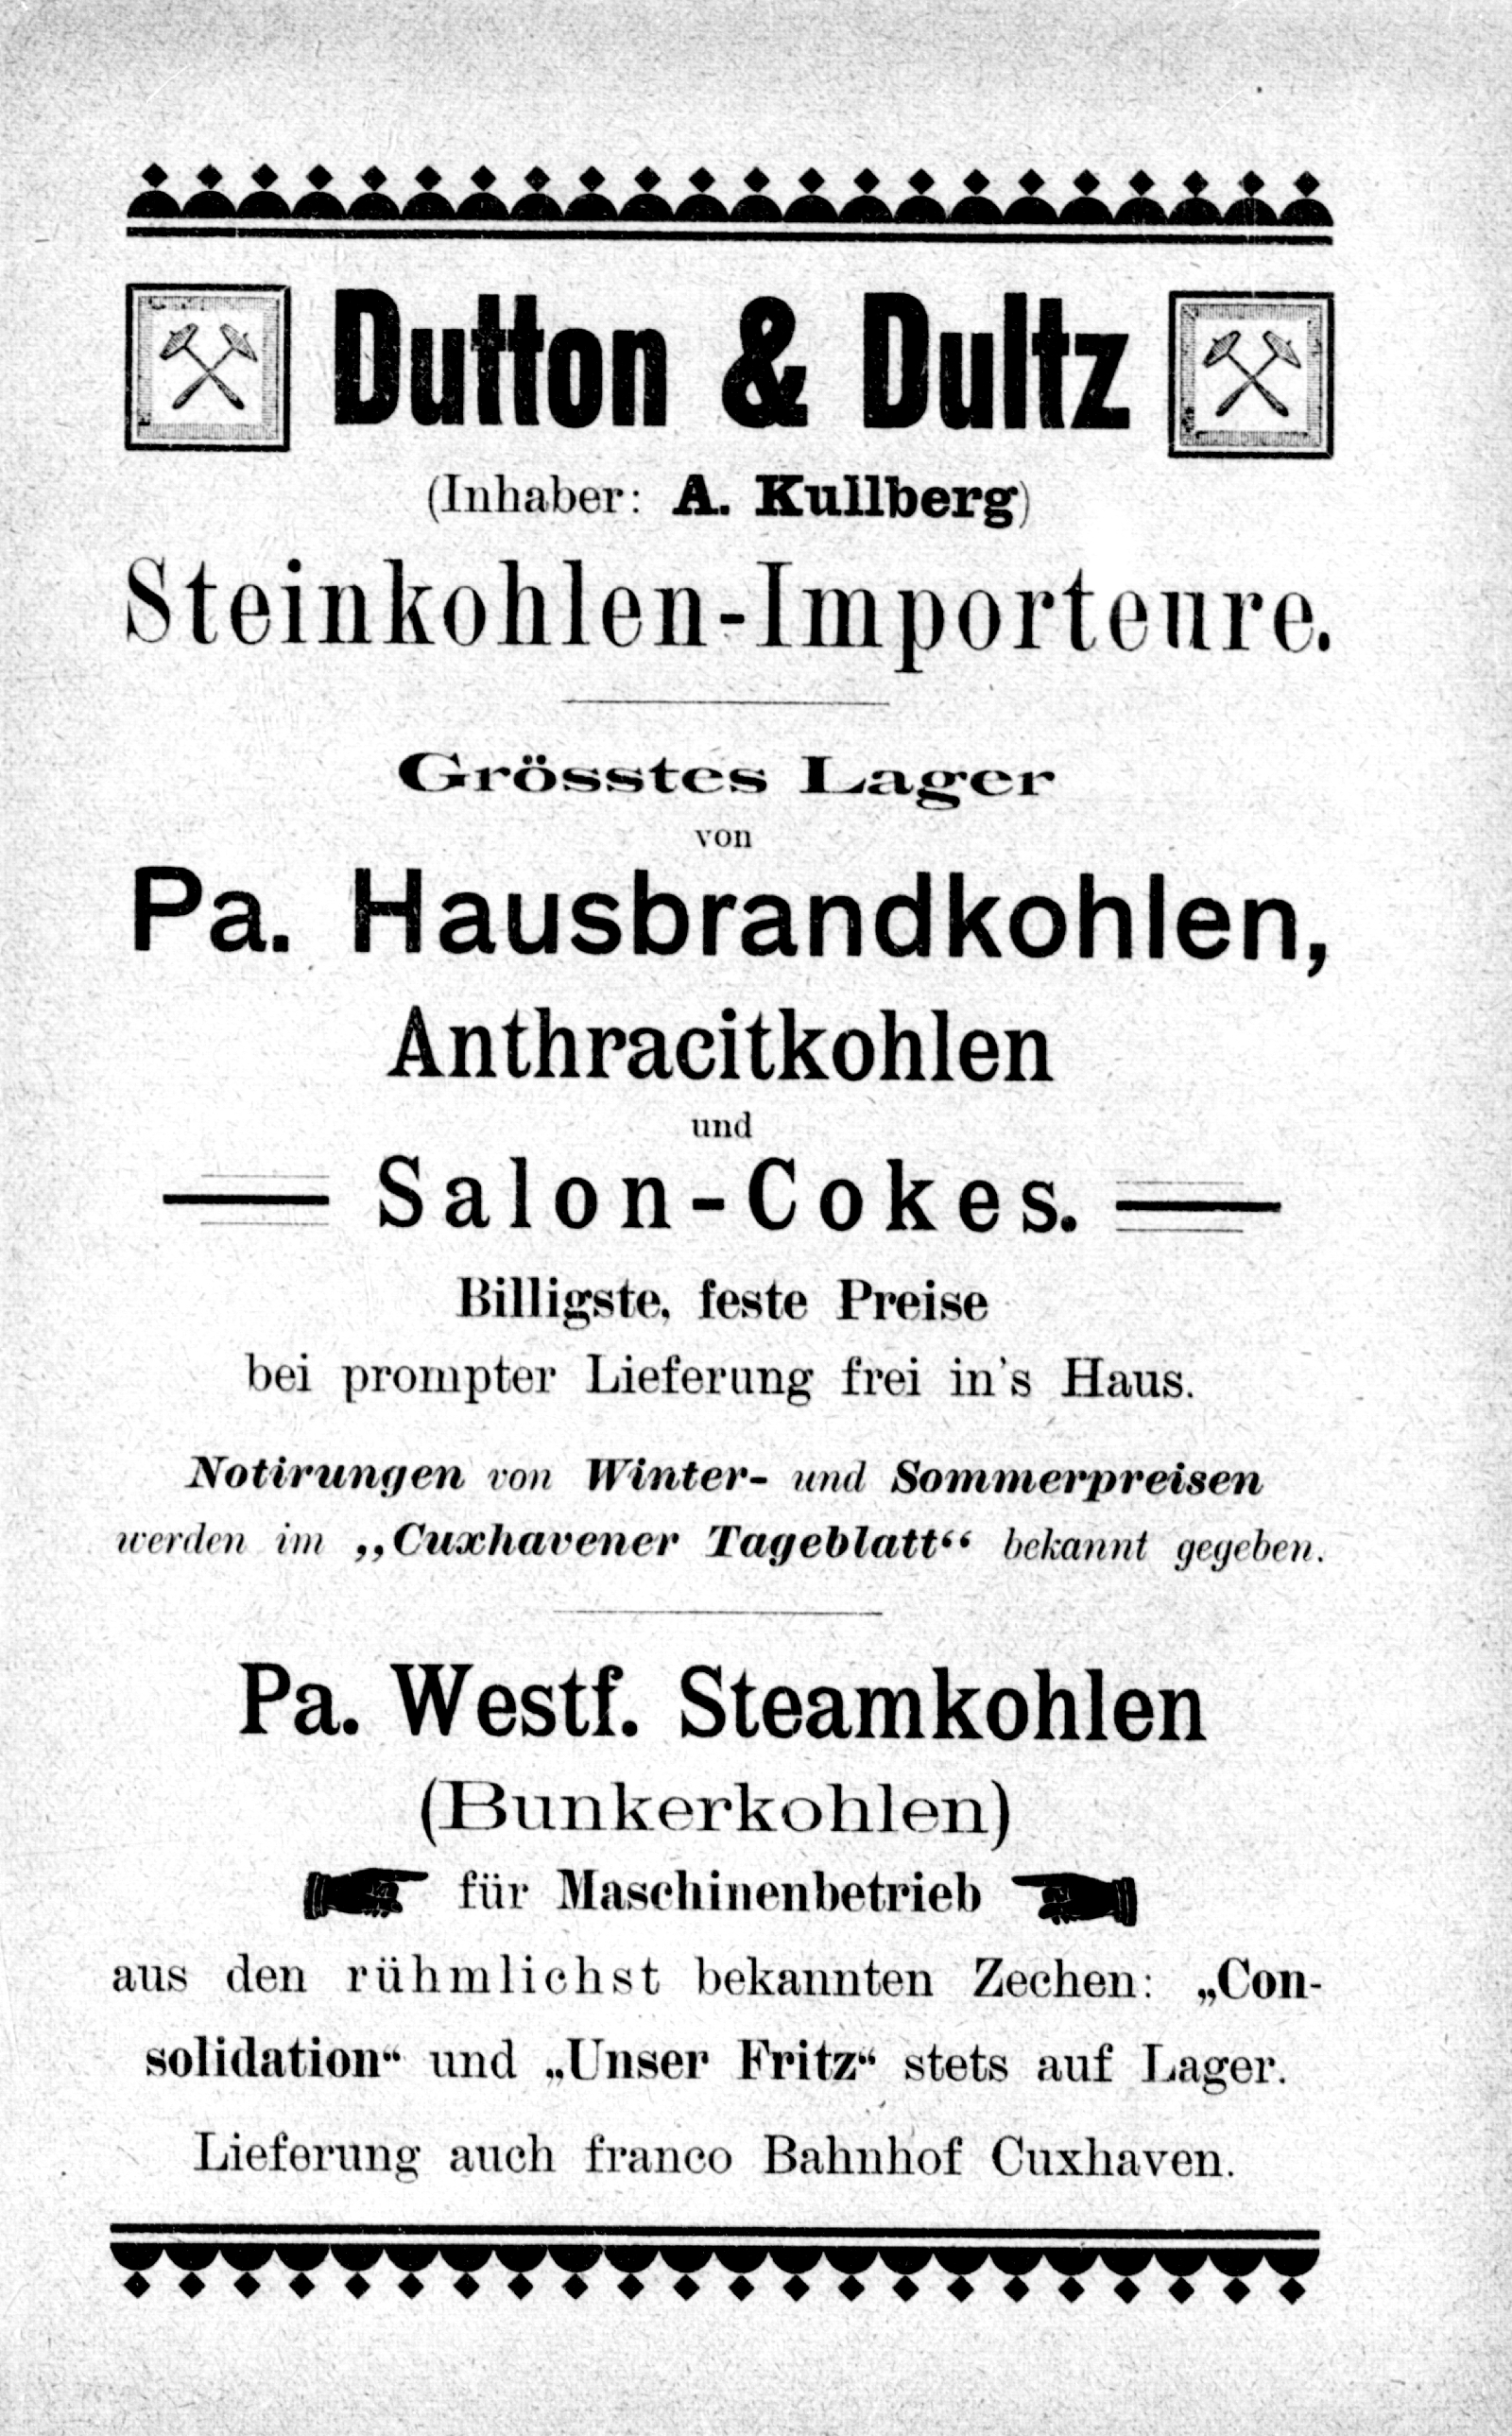 Dutton & Dultz
(Inhaber: A. Kullberg)
Steinkohlen-Importeure.
Grösstes Lager
von
Pa. Hausbrandkohlen,
Anthracitkohlen
und
Salon-Cokes.
Billigste, feste Preise
bei prompter Lieferung frei in's Haus.
Notirungen von Winter- und Sommerpreisen
werden im „Cuxhavener Tageblatt“ bekannt gegeben.
Pa. Westf. Steamkohlen
(Bunkerkohlen)
für Maschinenbetrieb
aus den rühmlichst bekannten Zechen: „Con-
solidation“ und „Unser Fritz“ stets auf Lager.
Lieferung auch franco Bahnhof Cuxhaven.